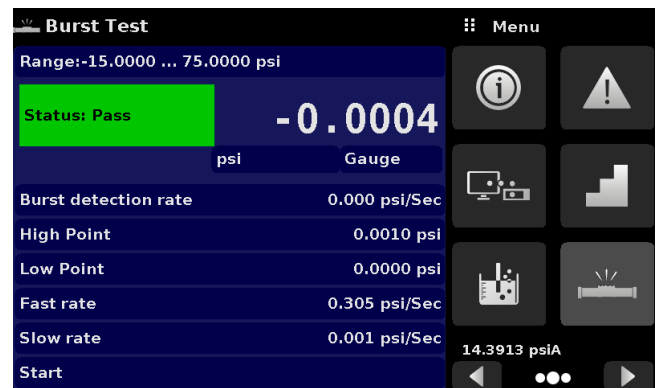 Burst Test
Menu
Range:-15.0000 ... 75.0000 psi
Status: Pass
-0.0004
psi Gauge
Burst detection rate 0.000 psi/Sec
High Point 0.0010 psi
Low Point 0.0000 psi
Fast rate 0.305 psi/Sec
Slow rate 0.001 psi/Sec
Start
14.3913 psiA